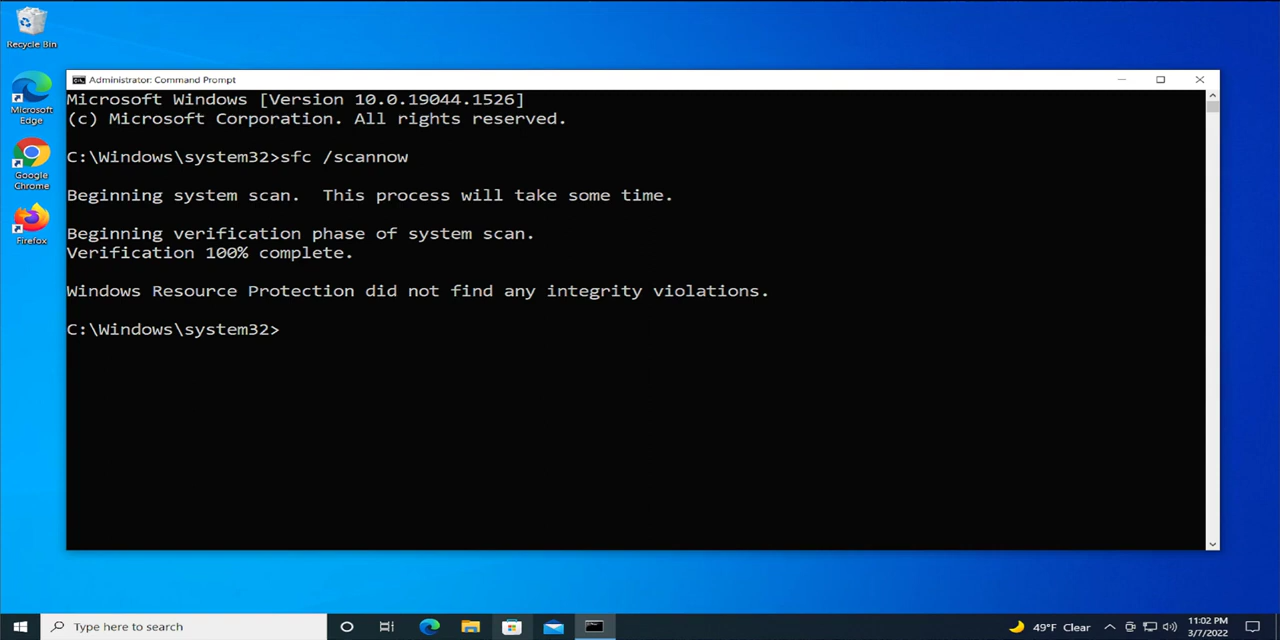 Recycle Bin
Microsoft
Edge
Google
Chrome
Firefox
Administrator: Command Prompt
Microsoft Windows [Version 10.0.19044.1526]
(c) Microsoft Corporation. All rights reserved.
C:\Windows\system32>sfc /scannow
Beginning system scan.  This process will take some time.
Beginning verification phase of system scan.
Verification 100% complete.
Windows Resource Protection did not find any integrity violations.
C:\Windows\system32>
Type here to search
49°F Clear
11:02 PM
3/7/2022